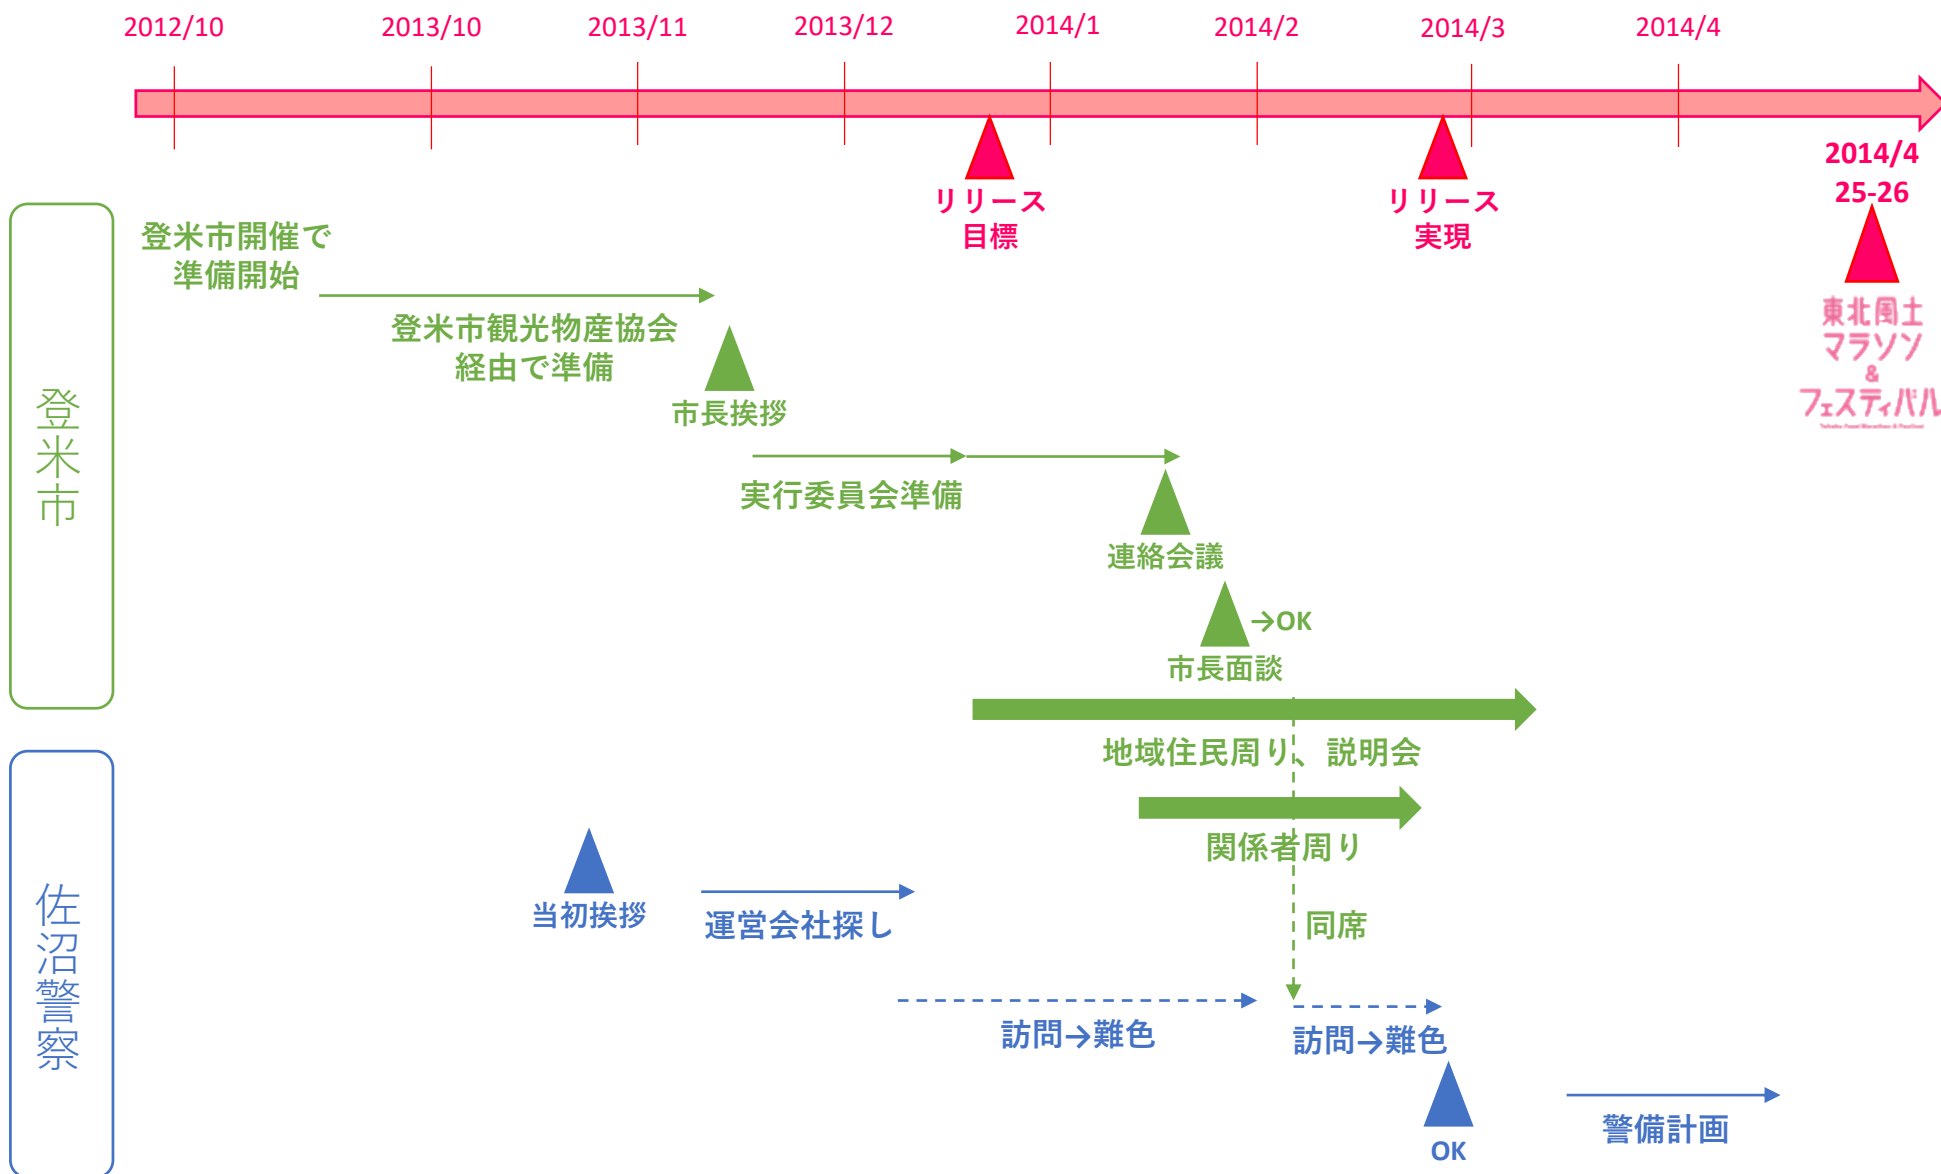 2012/10
2013/10
2013/11
2013/12
2014/1
2014/2
2014/3
2014/4
リリース
目標
リリース
実現
2014/4
25-26
東北風土
マラソン
&
フェスティバル
登米市
登米市開催で
準備開始
登米市観光物産協会
経由で準備
市長挨拶
実行委員会準備
連絡会議
→OK
市長面談
地域住民周り、説明会
関係者周り
同席
佐沼警察
当初挨拶
運営会社探し
訪問→難色
訪問→難色
OK
警備計画